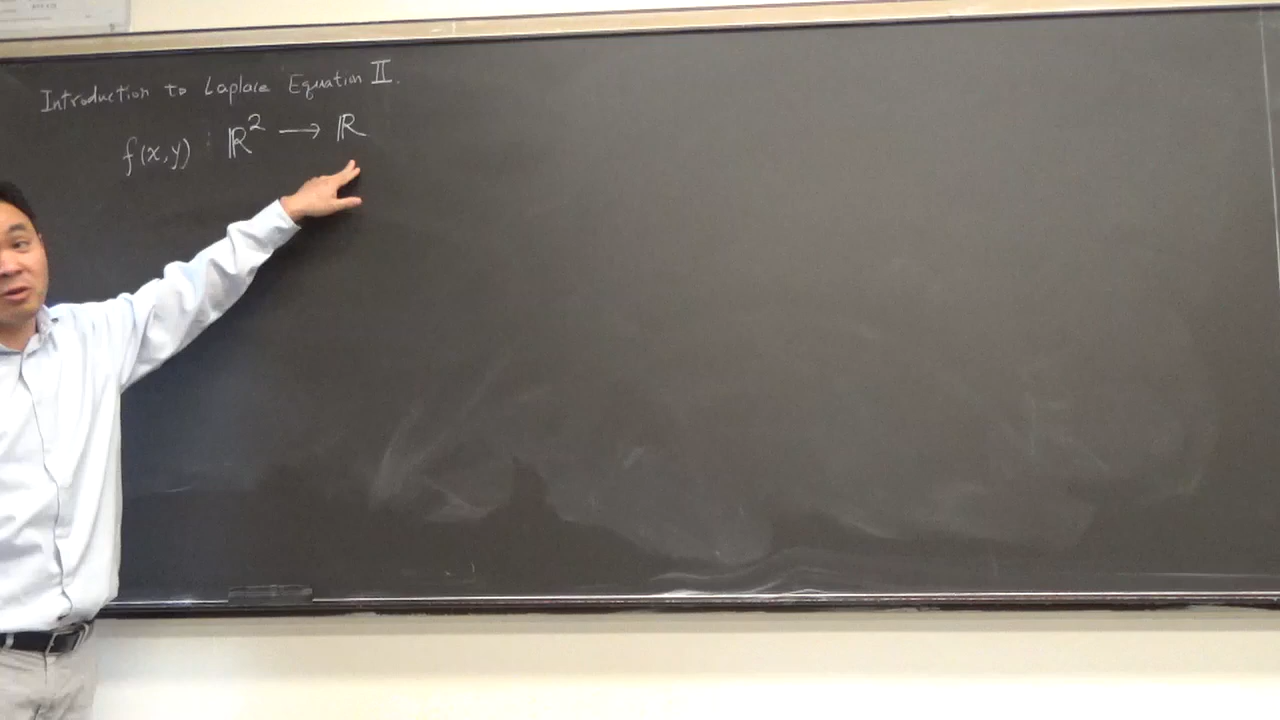 Introduction to Laplace Equation II.
f(x,y) : ℝ² → ℝ